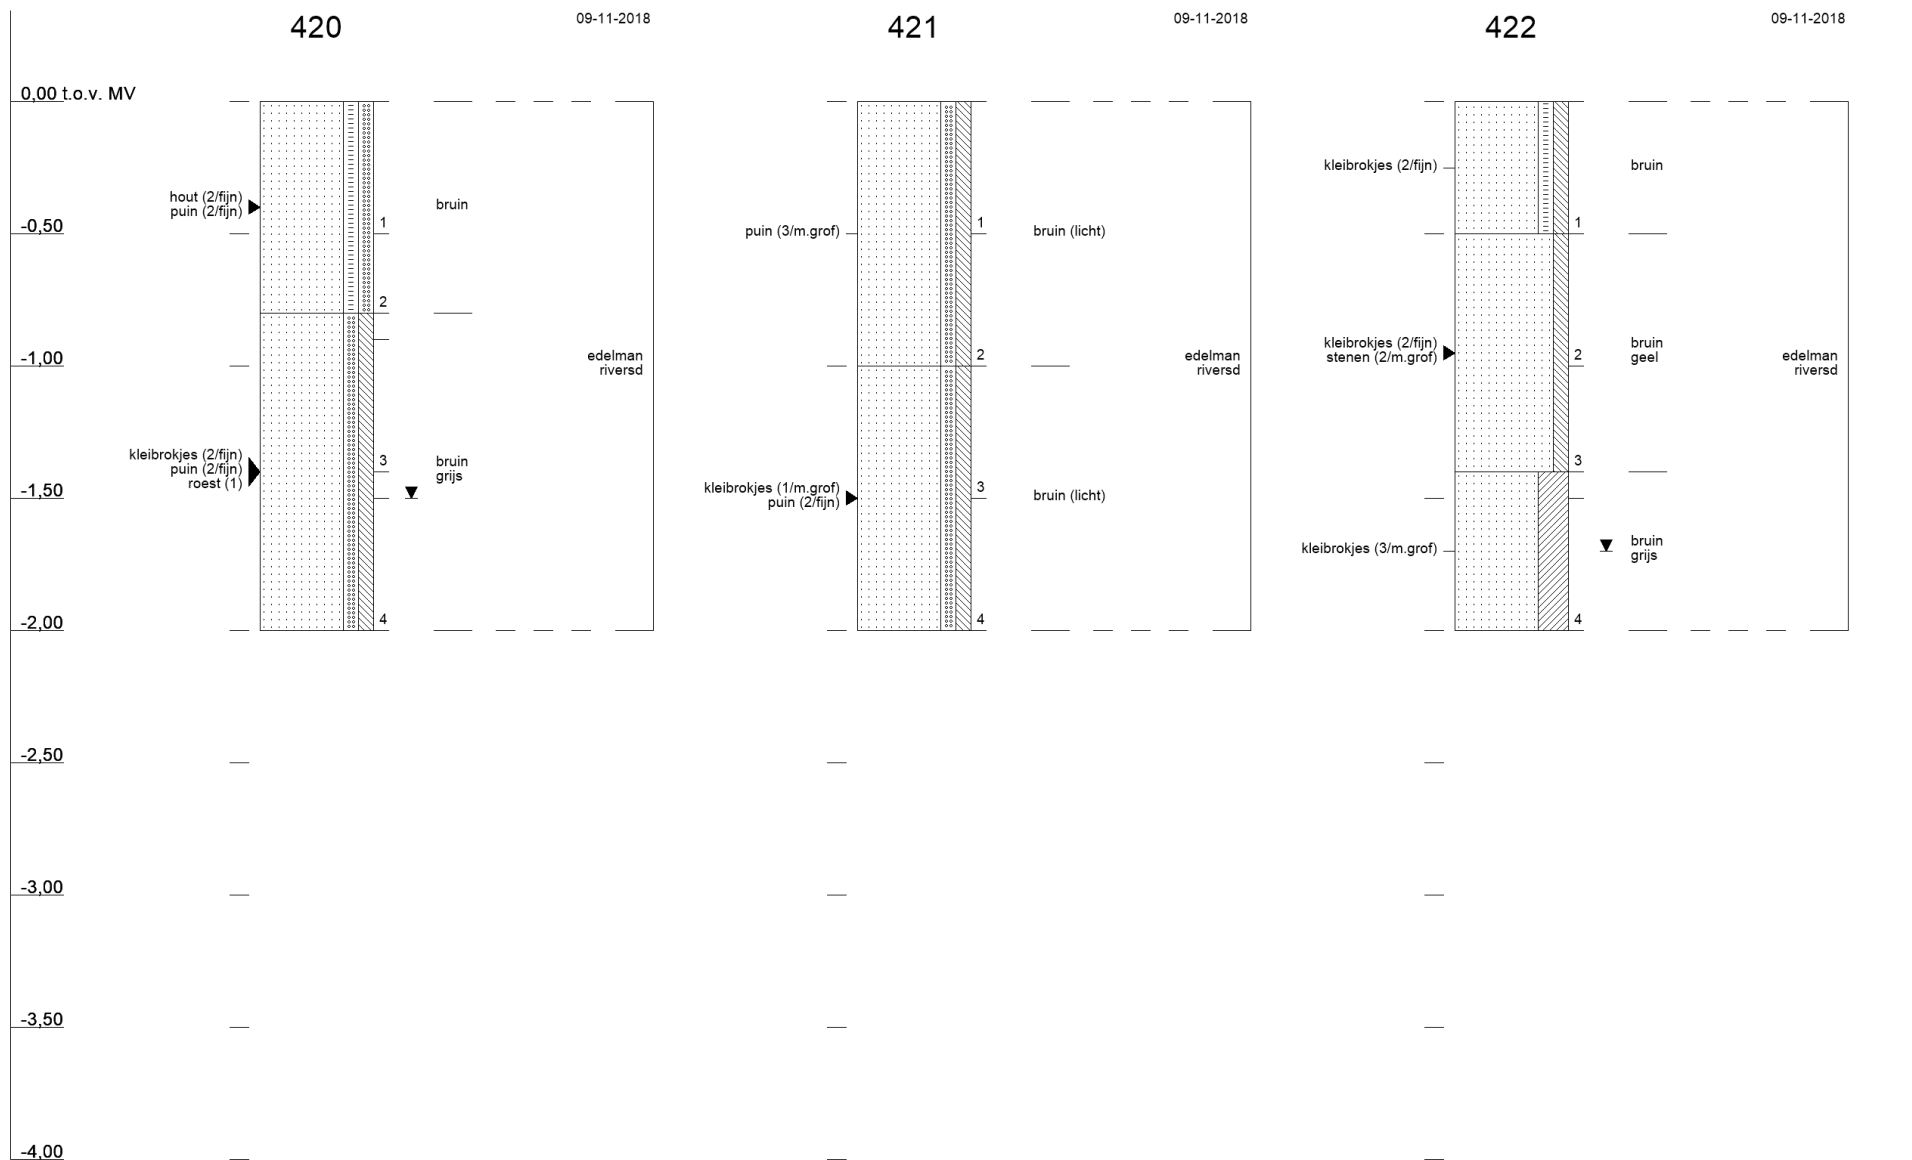 420
09-11-2018
421
09-11-2018
422
09-11-2018
0,00 t.o.v. MV
-0,50
-1,00
-1,50
-2,00
-2,50
-3,00
-3,50
-4,00
hout (2/fijn)
puin (2/fijn)
1
bruin
2
edelman
riversd
kleibrokjes (2/fijn)
puin (2/fijn)
roest (1)
3
bruin
grijs
4
puin (3/m.grof)
1
bruin (licht)
2
edelman
riversd
kleibrokjes (1/m.grof)
puin (2/fijn)
3
bruin (licht)
4
kleibrokjes (2/fijn)
bruin
1
kleibrokjes (2/fijn)
stenen (2/m.grof)
2
bruin
geel
edelman
riversd
3
kleibrokjes (3/m.grof)
bruin
grijs
4